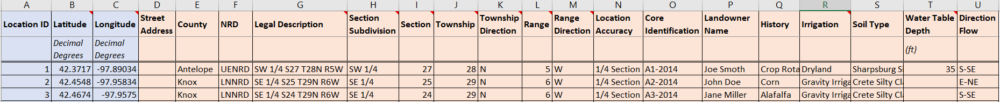 A B C D E F G H I J K L M N O P Q R S T U
Location ID Latitude Longitude Street Address County NRD Legal Description Section Subdivision Section Township Township Direction Range Range Direction Location Accuracy Core Identification Landowner Name History Irrigation Soil Type Water Table Depth Direction Flow
Decimal Degrees Decimal Degrees (ft)
1 42.3717 -97.89034 Antelope UENRD SW 1/4 S27 T28N R5W SW 1/4 27 28 N 5 W 1/4 Section A1-2014 Joe Smoth Crop Rota Dryland Sharpsburg Si 35 S-SE
2 42.4548 -97.95834 Knox LNNRD SE 1/4 S25 T29N R6W SE 1/4 25 29 N 6 W 1/4 Section A2-2014 John Doe Corn Gravity Irriga Crete Silty Cla E-NE
3 42.4674 -97.9575 Knox LNNRD SE 1/4 S24 T29N R6W SE 1/4 24 29 N 6 W 1/4 Section A3-2014 Jane Miller Alafalfa Gravity Irriga Crete Silty Cla S-SE